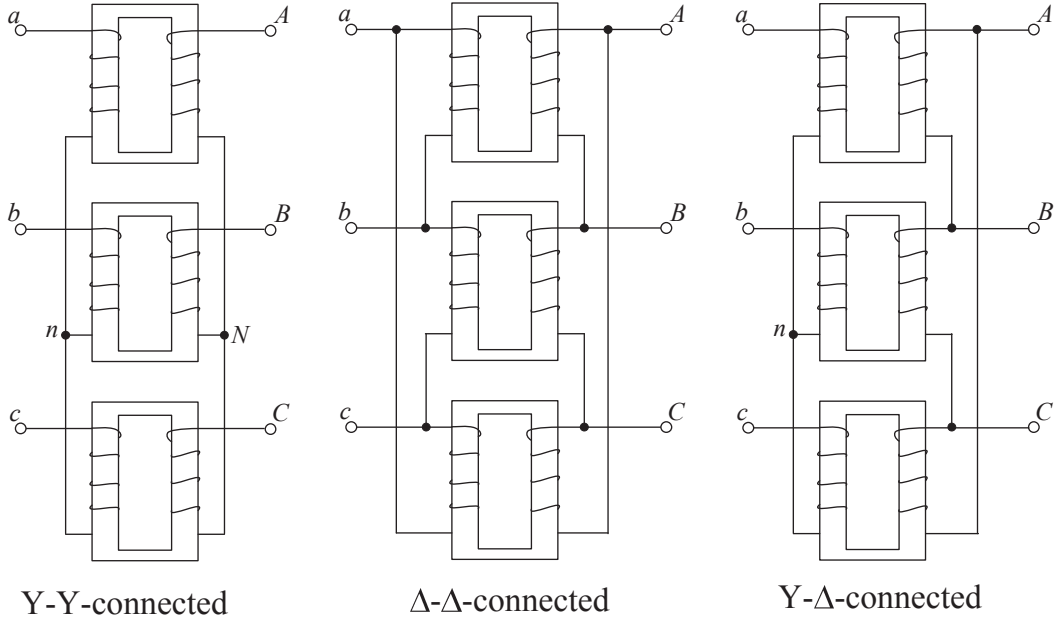 a A a A a A
b B b B b B
n N n
c C c C c C
Y-Y-connected Δ-Δ-connected Y-Δ-connected